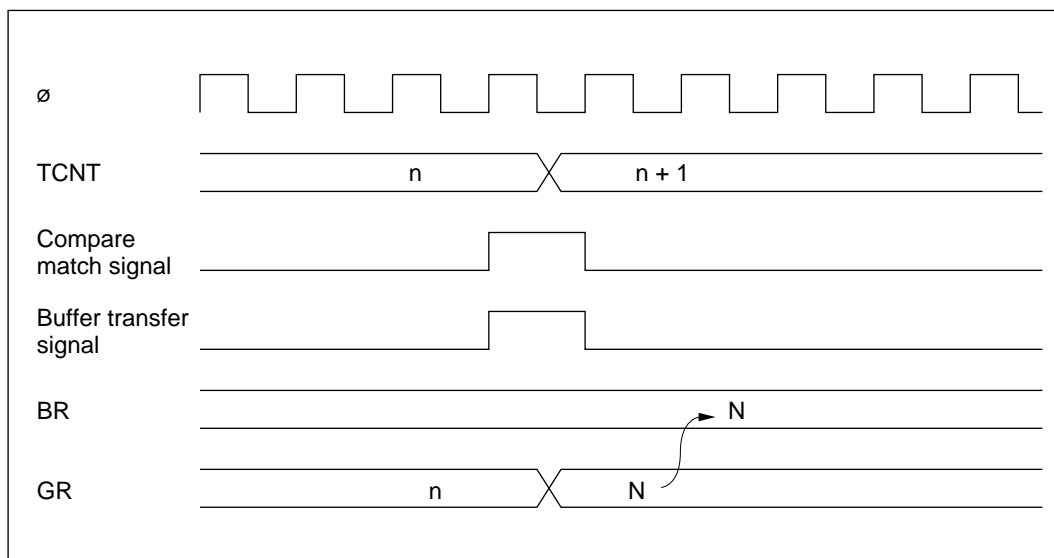 ø
TCNT
n
n + 1
Compare
match signal
Buffer transfer
signal
BR
N
GR
n
N